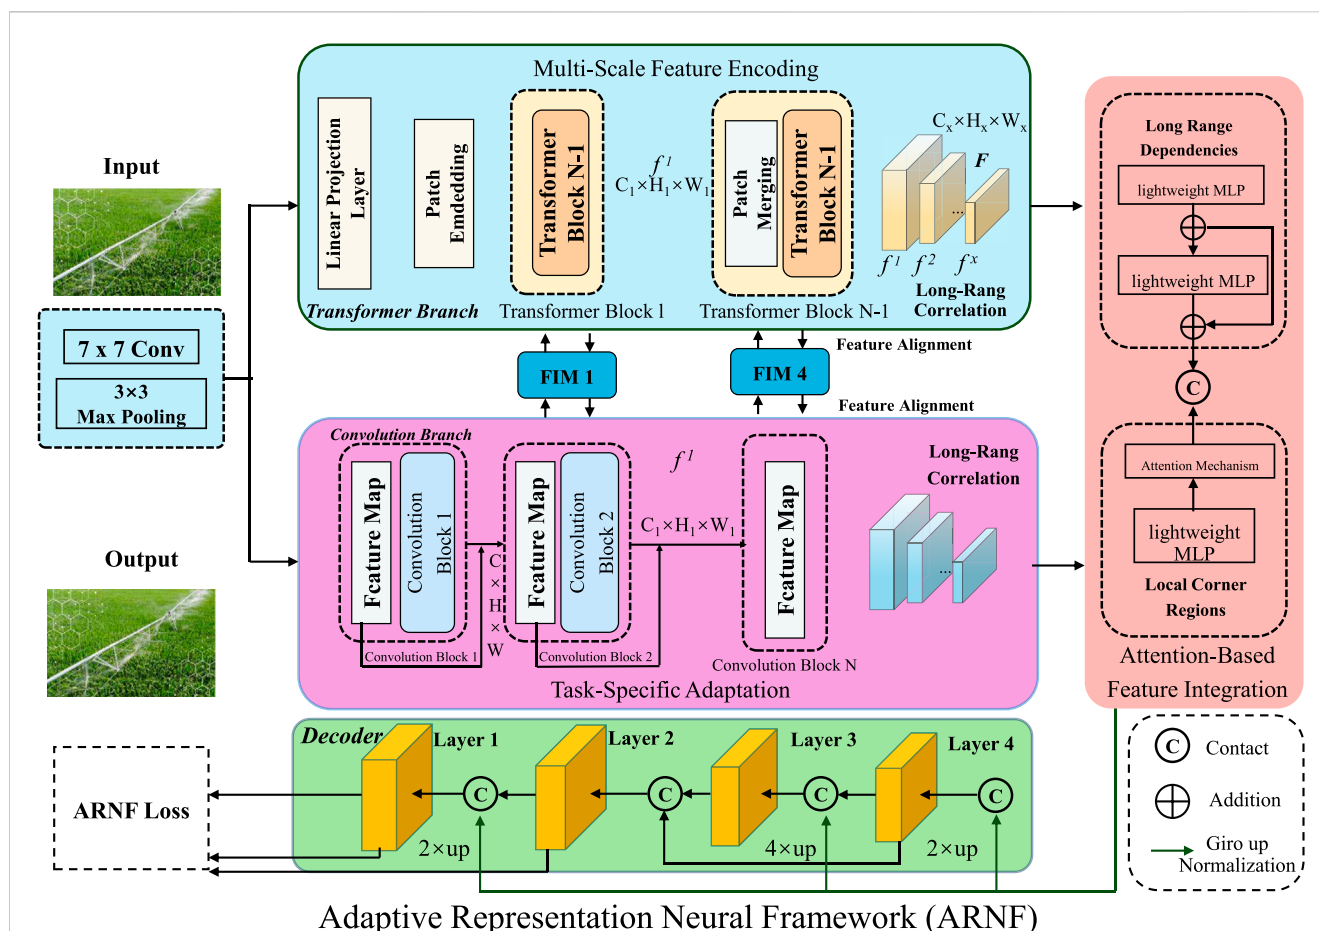 Multi-Scale Feature Encoding
Input
Linear Projection
Layer
Patch
Emdedding
Transformer
Block N-1
f¹
C₁×H₁×W₁
Patch
Merging
Transformer
Block N-1
Cₓ×Hₓ×Wₓ
F
...
f¹ f² fˣ
Long-Rang
Correlation
Transformer Branch
Transformer Block 1
Transformer Block N-1
7 x 7 Conv
3×3
Max Pooling
FIM 1
FIM 4
Feature Alignment
Feature Alignment
Long Range
Dependencies
lightweight MLP
lightweight MLP
C
Attention Mechanism
lightweight
MLP
Local Corner
Regions
Attention-Based
Feature Integration
Convolution Branch
Fcature Map
Convolution
Block 1
Convolution Block 1
C×H×W
Fcature Map
Convolution
Block 2
Convolution Block 2
f¹
C₁×H₁×W₁
Fcature Map
Convolution Block N
Long-Rang
Correlation
...
Task-Specific Adaptation
Output
Decoder
Layer 1
Layer 2
Layer 3
Layer 4
C
C
C
C
2×up
4×up
2×up
ARNF Loss
C Contact
Addition
Giro up
Normalization
Adaptive Representation Neural Framework (ARNF)